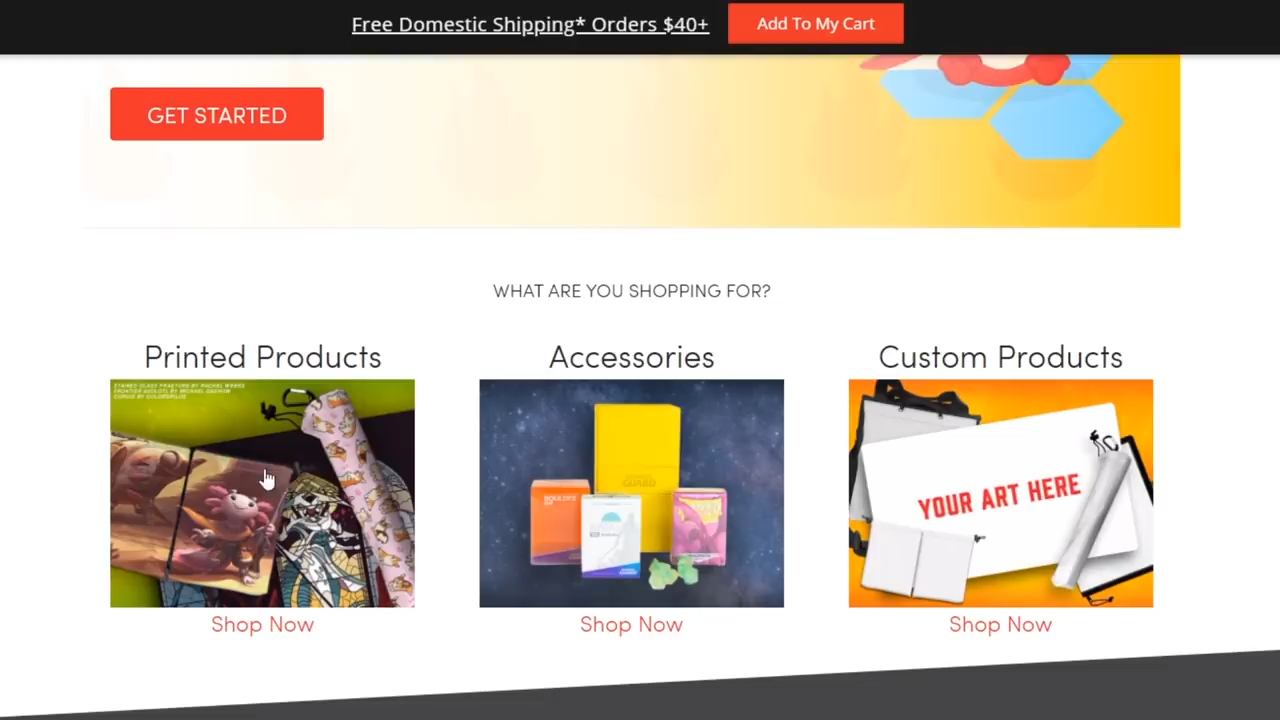 Free Domestic Shipping* Orders $40+
Add To My Cart
GET STARTED
WHAT ARE YOU SHOPPING FOR?
Printed Products
Accessories
Custom Products
YOUR ART HERE
Shop Now
Shop Now
Shop Now